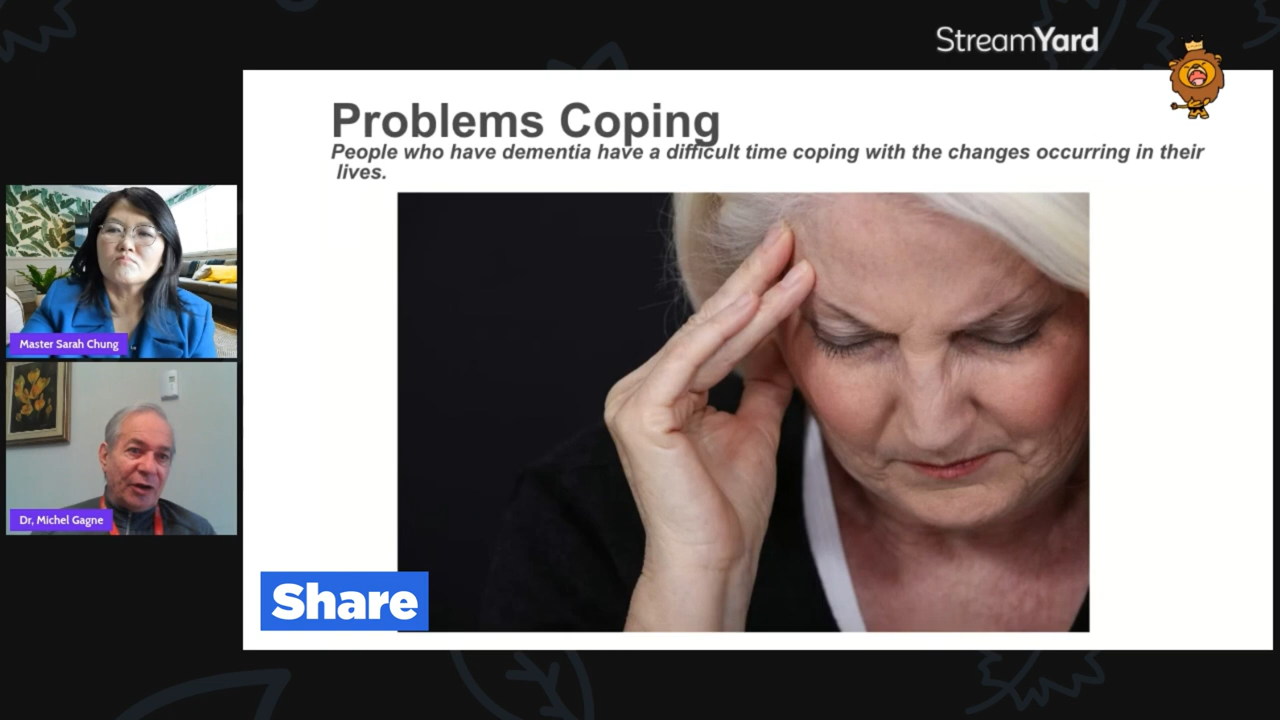 StreamYard
Problems Coping
People who have dementia have a difficult time coping with the changes occurring in their
lives.
Master Sarah Chung
Dr, Michel Gagne
Share